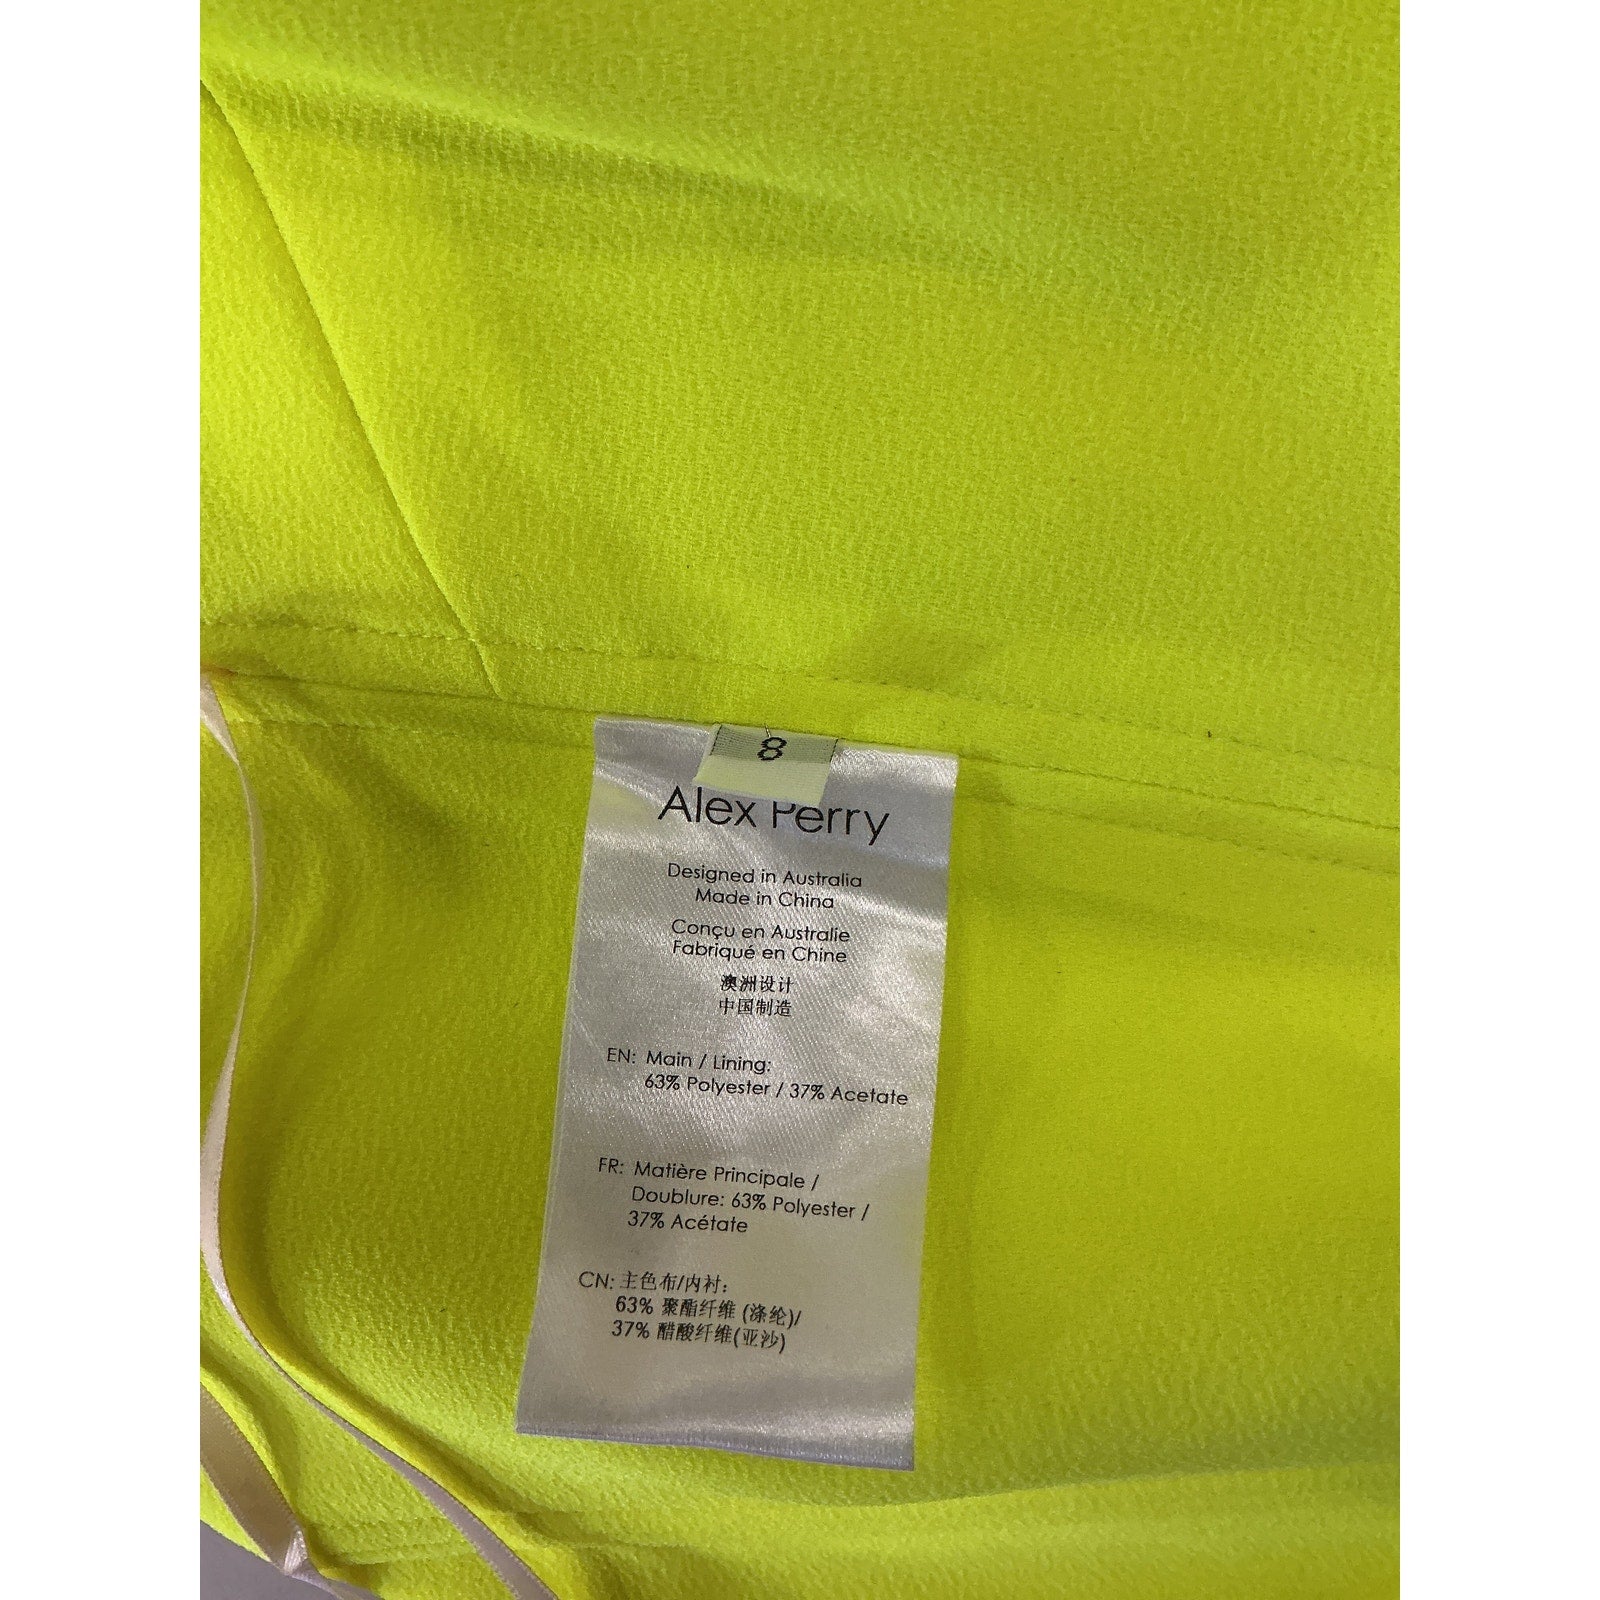 8
Alex Perry
Designed in Australia
Made in China
Conçu en Australie
Fabriqué en Chine
澳洲设计
中国制造
EN: Main / Lining:
63% Polyester / 37% Acetate
FR: Matière Principale /
Doublure: 63% Polyester /
37% Acétate
CN: 主色布/内衬:
63% 聚酯纤维 (涤纶)/
37% 醋酸纤维(亚沙)